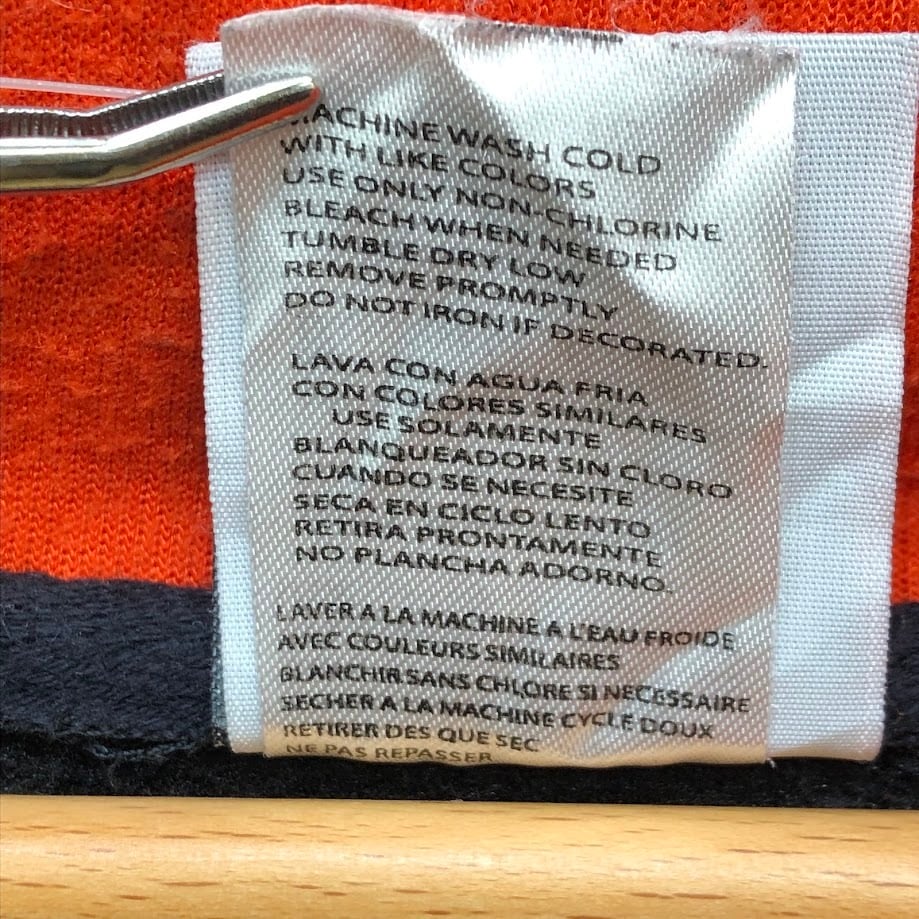 MACHINE WASH COLD
WITH LIKE COLORS
USE ONLY NON-CHLORINE
BLEACH WHEN NEEDED
TUMBLE DRY LOW
REMOVE PROMPTLY
DO NOT IRON IF DECORATED.
LAVA CON AGUA FRIA
CON COLORES SIMILARES
USE SOLAMENTE
BLANQUEADOR SIN CLORO
CUANDO SE NECESITE
SECA EN CICLO LENTO
RETIRA PRONTAMENTE
NO PLANCHA ADORNO.
LAVER A LA MACHINE A L'EAU FROIDE
AVEC COULEURS SIMILAIRES
BLANCHIR SANS CHLORE SI NECESSAIRE
SECHER A LA MACHINE CYCLE DOUX
RETIRER DES QUE SEC
NE PAS REPASSER